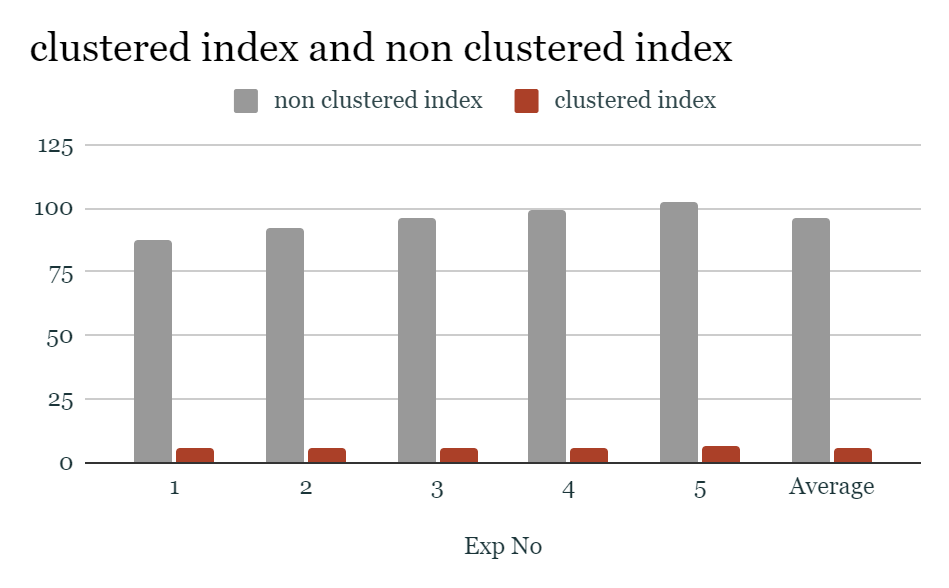 clustered index and non clustered index
non clustered index clustered index
125
100
75
50
25
0
1 2 3 4 5 Average
Exp No